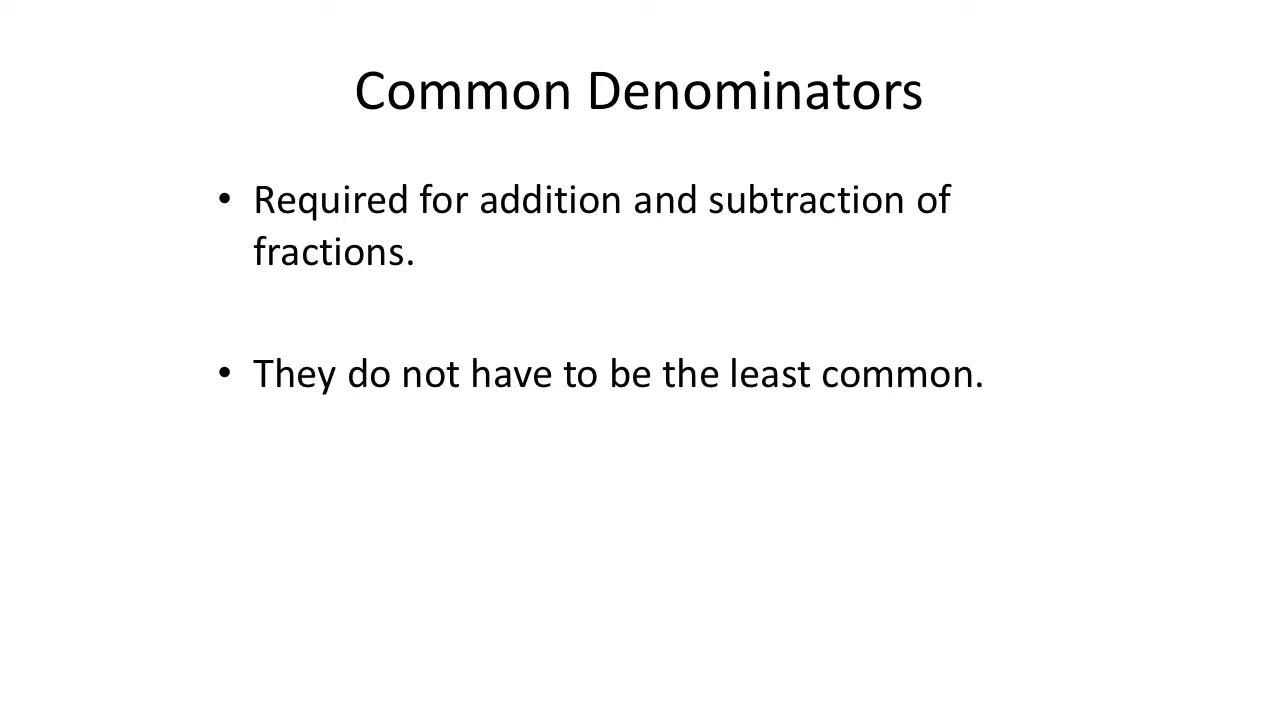 Common Denominators
• Required for addition and subtraction of
fractions.
• They do not have to be the least common.